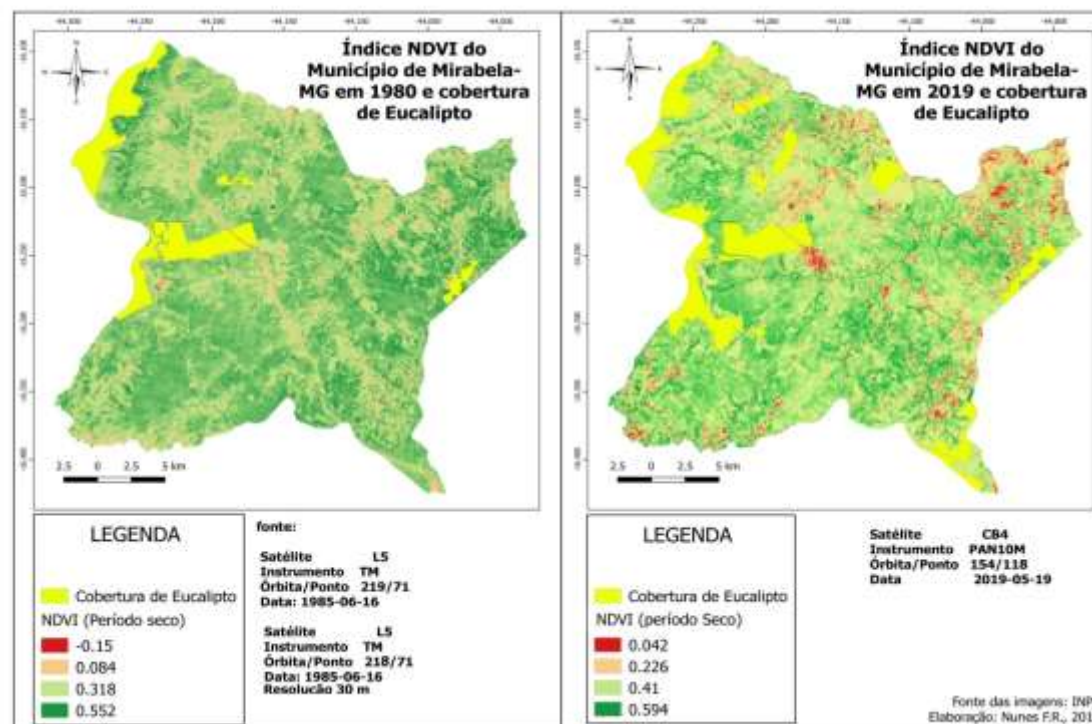 Índice NDVI do
Município de Mirabela-
MG em 1980 e cobertura
de Eucalipto
2.5 0 2.5 5 km
LEGENDA
Cobertura de Eucalipto
NDVI (Período seco)
-0.15
0.084
0.318
0.552
fonte:
Satélite L5
Instrumento TM
Órbita/Ponto 219/71
Data: 1985-06-16
Satélite L5
Instrumento TM
Órbita/Ponto 218/71
Data: 1985-06-16
Resolucão 30 m
Índice NDVI do
Município de Mirabela-
MG em 2019 e cobertura
de Eucalipto
2.5 0 2.5 5 km
LEGENDA
Cobertura de Eucalipto
NDVI (período Seco)
0.042
0.226
0.41
0.594
Satélite CB4
Instrumento PAN10M
Órbita/Ponto 154/118
Data 2019-05-19
Fonte das imagens: INP
Elaboração: Nunes F.R., 20